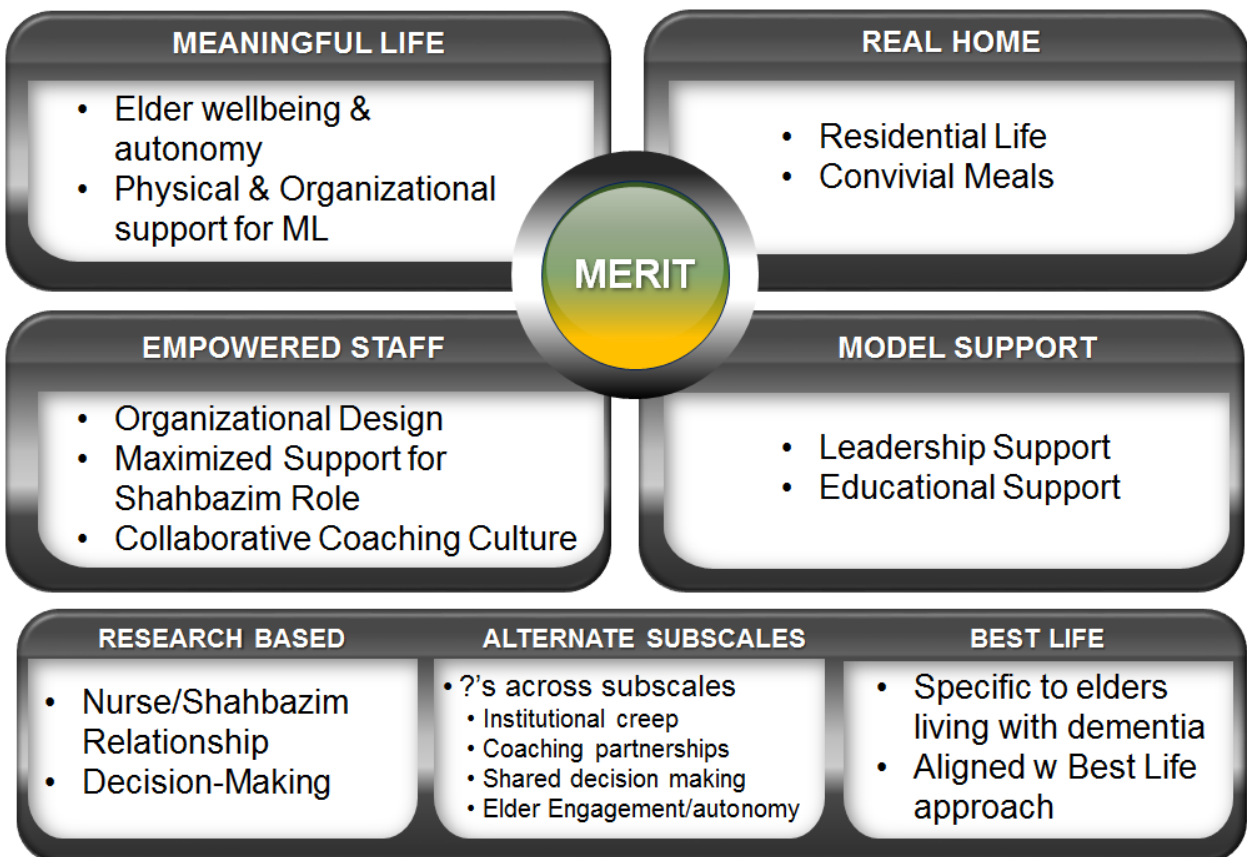 MEANINGFUL LIFE
• Elder wellbeing &
autonomy
• Physical & Organizational
support for ML
REAL HOME
• Residential Life
• Convivial Meals
MERIT
EMPOWERED STAFF
• Organizational Design
• Maximized Support for
Shahbazim Role
• Collaborative Coaching Culture
MODEL SUPPORT
• Leadership Support
• Educational Support
RESEARCH BASED
• Nurse/Shahbazim
Relationship
• Decision-Making
ALTERNATE SUBSCALES
• ?'s across subscales
• Institutional creep
• Coaching partnerships
• Shared decision making
• Elder Engagement/autonomy
BEST LIFE
• Specific to elders
living with dementia
• Aligned w Best Life
approach